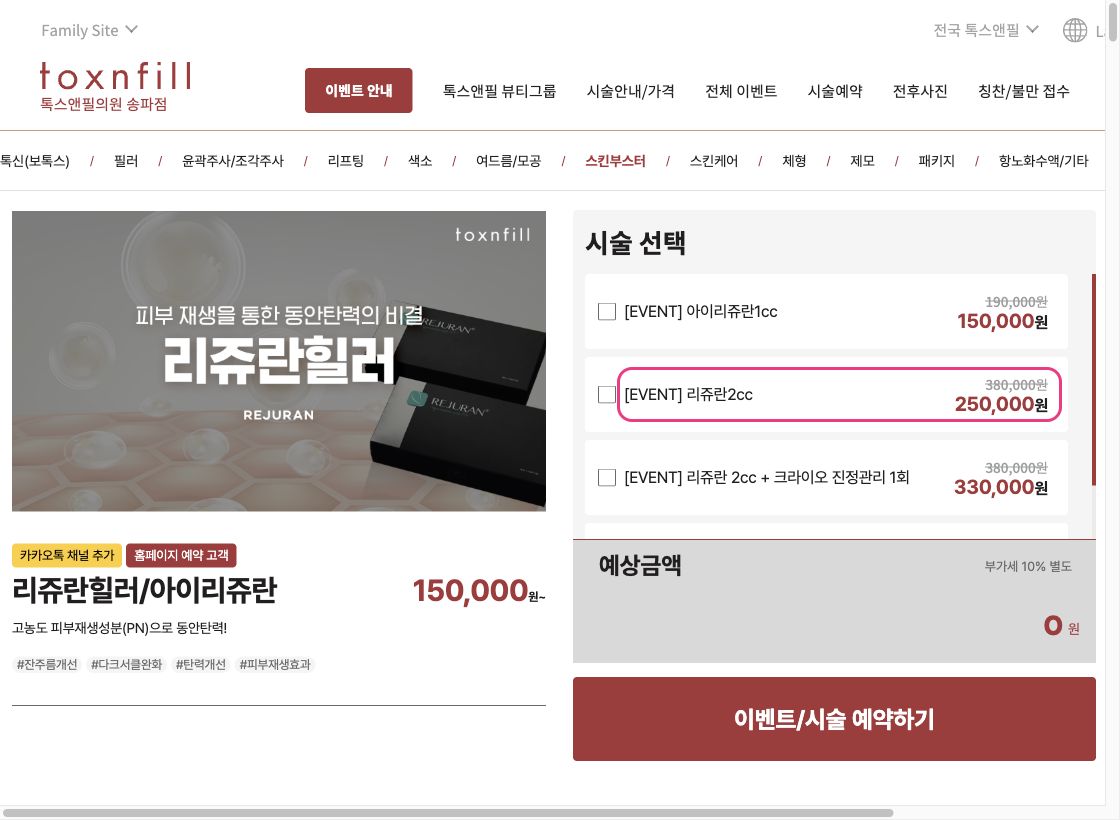 Family Site
전국 톡스앤필
toxnfill
톡스앤필의원 송파점
이벤트 안내
톡스앤필 뷰티그룹
시술안내/가격
전체 이벤트
시술예약
전후사진
칭찬/불만 접수
톡신(보톡스) / 필러 / 윤곽주사/조각주사 / 리프팅 / 색소 / 여드름/모공 / 스킨부스터 / 스킨케어 / 체형 / 제모 / 패키지 / 항노화수액/기타
toxnfill
피부 재생을 통한 동안탄력의 비결
리쥬란힐러
REJURAN
REJURAN®
REJURAN®
카카오톡 채널 추가
홈페이지 예약 고객
리쥬란힐러/아이리쥬란
150,000원~
고농도 피부재생성분(PN)으로 동안탄력!
#잔주름개선 #다크서클완화 #탄력개선 #피부재생효과
시술 선택
[EVENT] 아이리쥬란1cc
190,000원
150,000원
[EVENT] 리쥬란2cc
380,000원
250,000원
[EVENT] 리쥬란 2cc + 크라이오 진정관리 1회
380,000원
330,000원
예상금액
부가세 10% 별도
0 원
이벤트/시술 예약하기